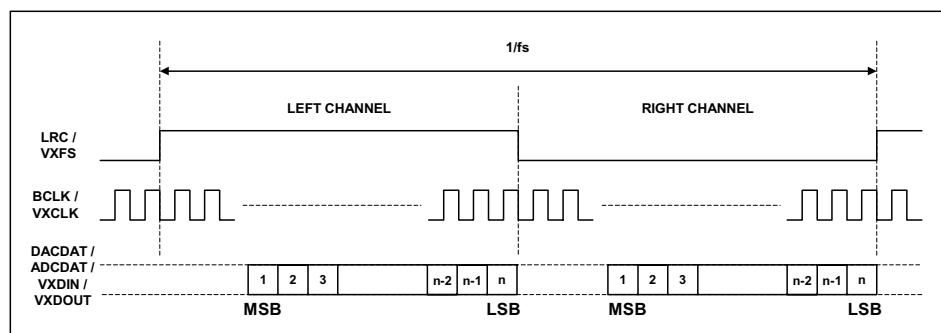 1/fs
LEFT CHANNEL
RIGHT CHANNEL
LRC /
VXFS
BCLK /
VXCLK
DACDAT /
ADCDAT /
VXDIN /
VXDOUT
1 2 3 n-2 n-1 n 1 2 3 n-2 n-1 n
MSB LSB MSB LSB